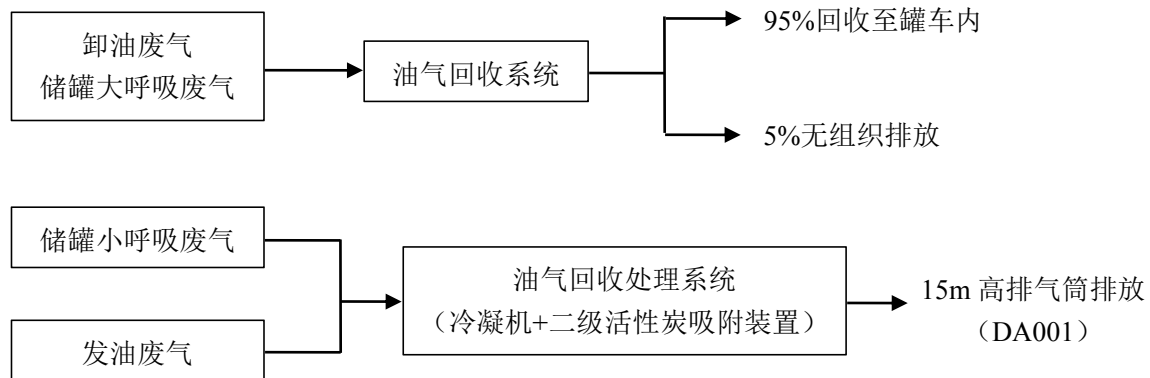 卸油废气
储罐大呼吸废气
油气回收系统
95%回收至罐车内
5%无组织排放
储罐小呼吸废气
发油废气
油气回收处理系统
（冷凝机+二级活性炭吸附装置）
15m 高排气筒排放
（DA001）